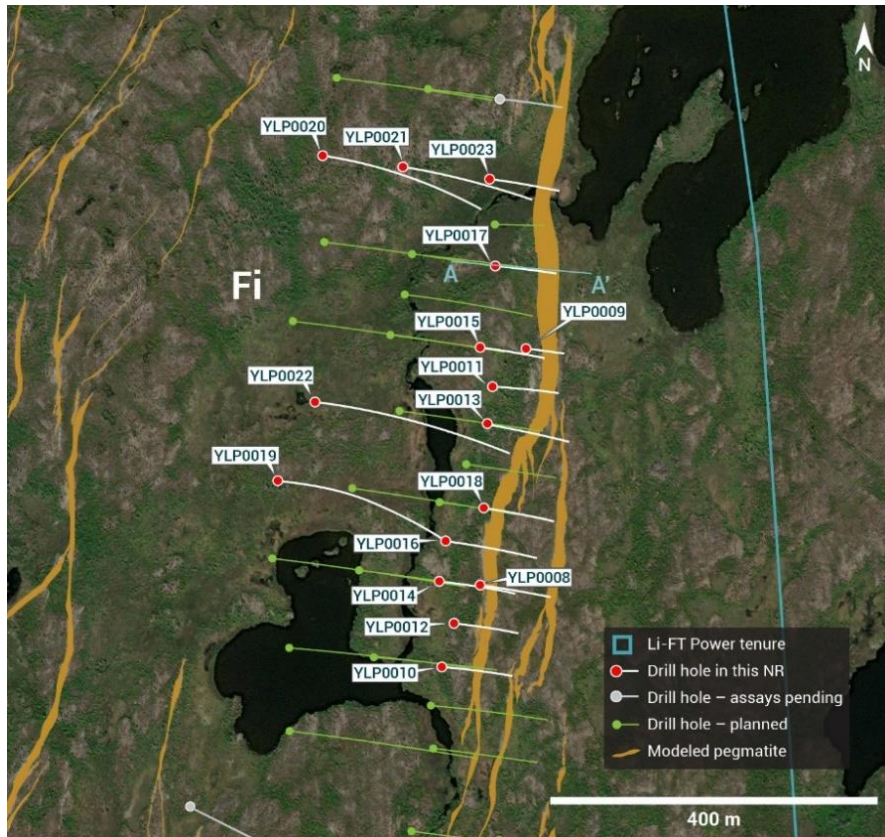 N
YLP0020
YLP0021
YLP0023
YLP0017
Fi
A
A'
YLP0009
YLP0015
YLP0011
YLP0022
YLP0013
YLP0019
YLP0018
YLP0016
YLP0008
YLP0014
YLP0012
YLP0010
Li-FT Power tenure
Drill hole in this NR
Drill hole – assays pending
Drill hole – planned
Modeled pegmatite
400 m